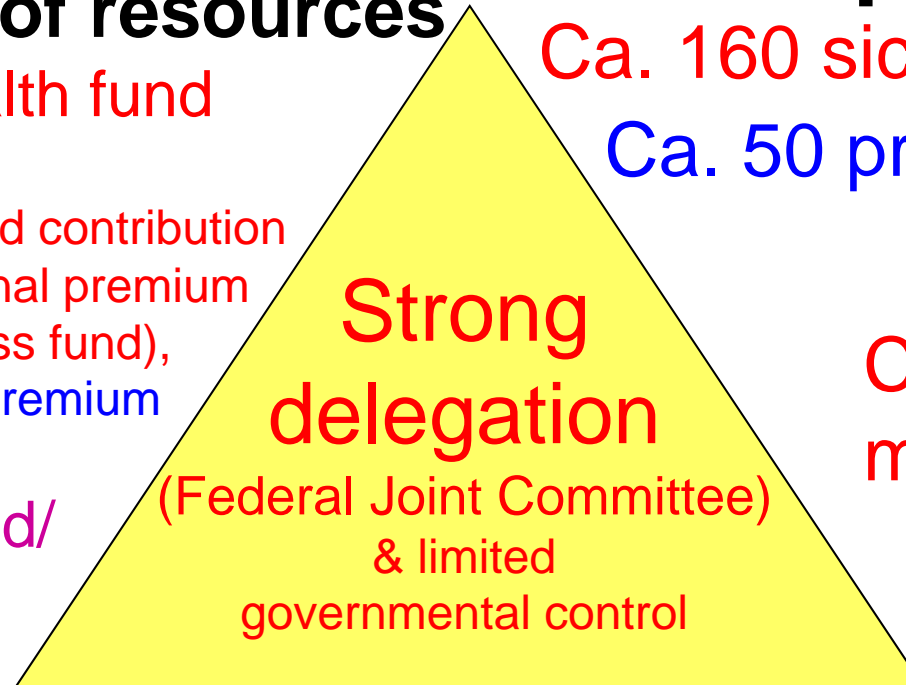 of resources
Ca. 160 sic
lth fund
Ca. 50 pr
d contribution
nal premium
ss fund),
remium
Strong
delegation
(Federal Joint Committee)
& limited
governmental control
d/
C
m